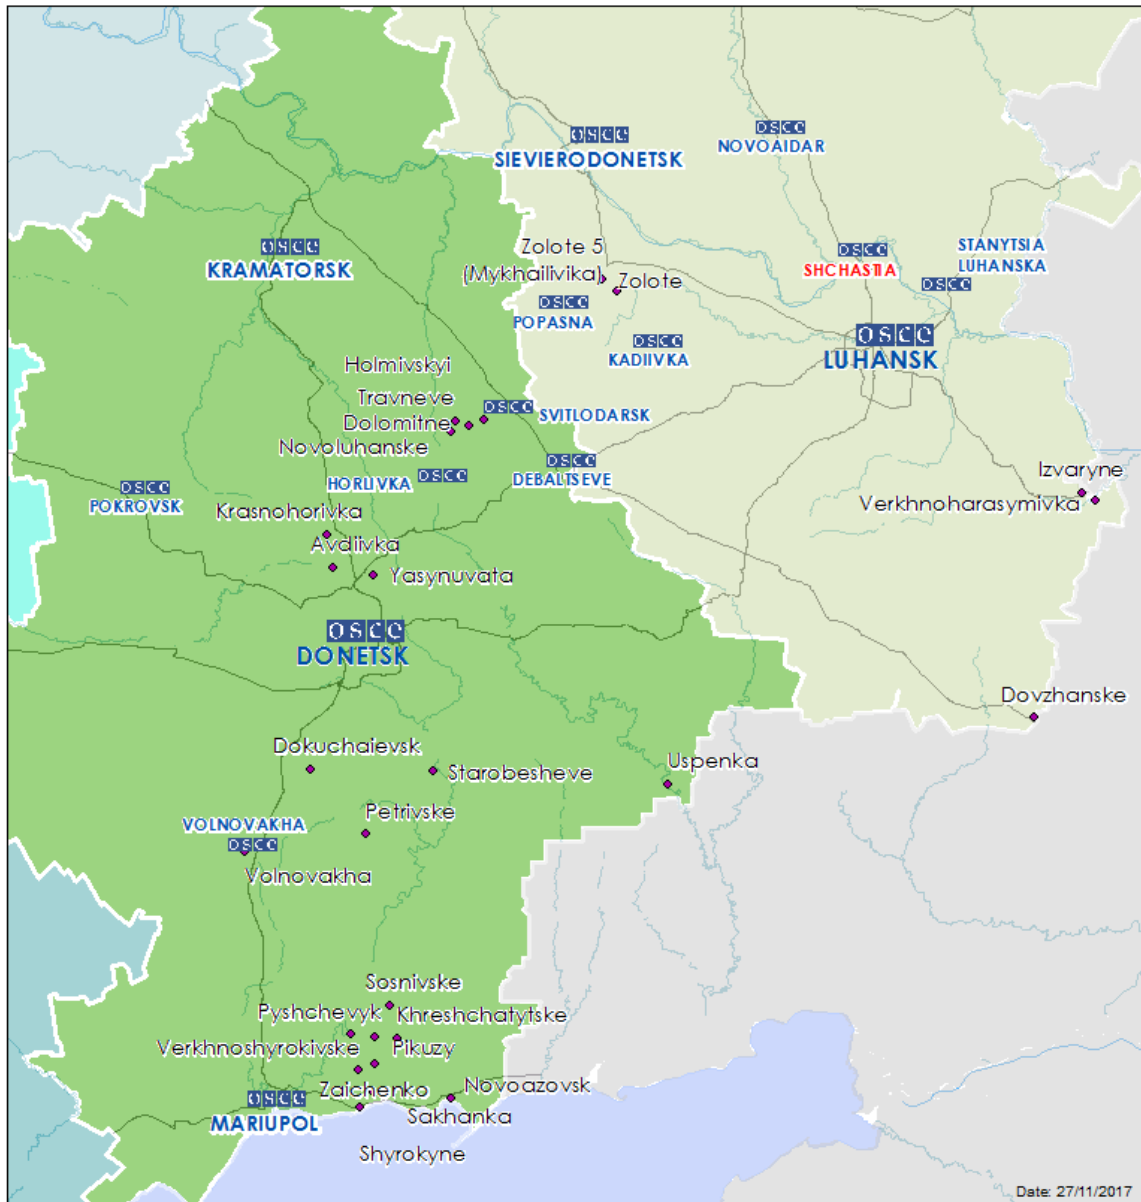 OSCE
NOVOAIDAR
OSCE
SIEVIERODONETSK
OSCE
KRAMATORSK
Zolote 5
(Mykhailivika)
Zolote
OSCE
SHCHASTIA
STANYTSIA
LUHANSKA
OSCE
OSCE
POPASNA
OSCE
KADIIVKA
OSCE
LUHANSK
Holmivskyi
Travneve
Dolomitne
Novoluhanske
OSCE
SVITLODARSK
HORLIVKA
OSCE
OSCE
DEBALTSEVE
OSCE
POKROVSK
Izvaryne
Verkhnoharasymivka
Krasnohorivka
Avdiivka
Yasynuvata
OSCE
DONETSK
Dovzhanske
Dokuchaievsk
Starobesheve
Uspenka
Petrivske
VOLNOVAKHA
OSCE
Volnovakha
Sosnivske
Pyshchevyk
Khreshchatytske
Verkhnoshyrokivske
Pikuzy
Zaichenko
Novoazovsk
Sakhanka
OSCE
MARIUPOL
Shyrokyne
Date: 27/11/2017